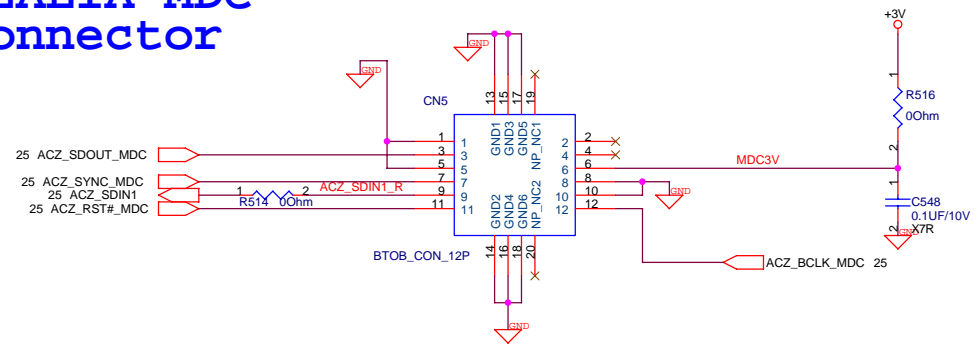 onnector
+3V
GND
GND
CN5
13 15 17 19
R516
0Ohm
1
2
GND1 GND3 GND5 NP_NC1
1 1 2 2
25 ACZ_SDOUT_MDC 3 3 4 4
5 5 6 6 MDC3V
25 ACZ_SYNC_MDC 7 7 8 8
25 ACZ_SDIN1 1 R514 0Ohm 2 ACZ_SDIN1_R 9 9 10 10 GND
25 ACZ_RST#_MDC 11 11 12 12
GND2 GND4 GND6 NP_NC2
1
C548
0.1UF/10V
2 GND X7R
BTOB_CON_12P 14 16 18 20
ACZ_BCLK_MDC 25
GND